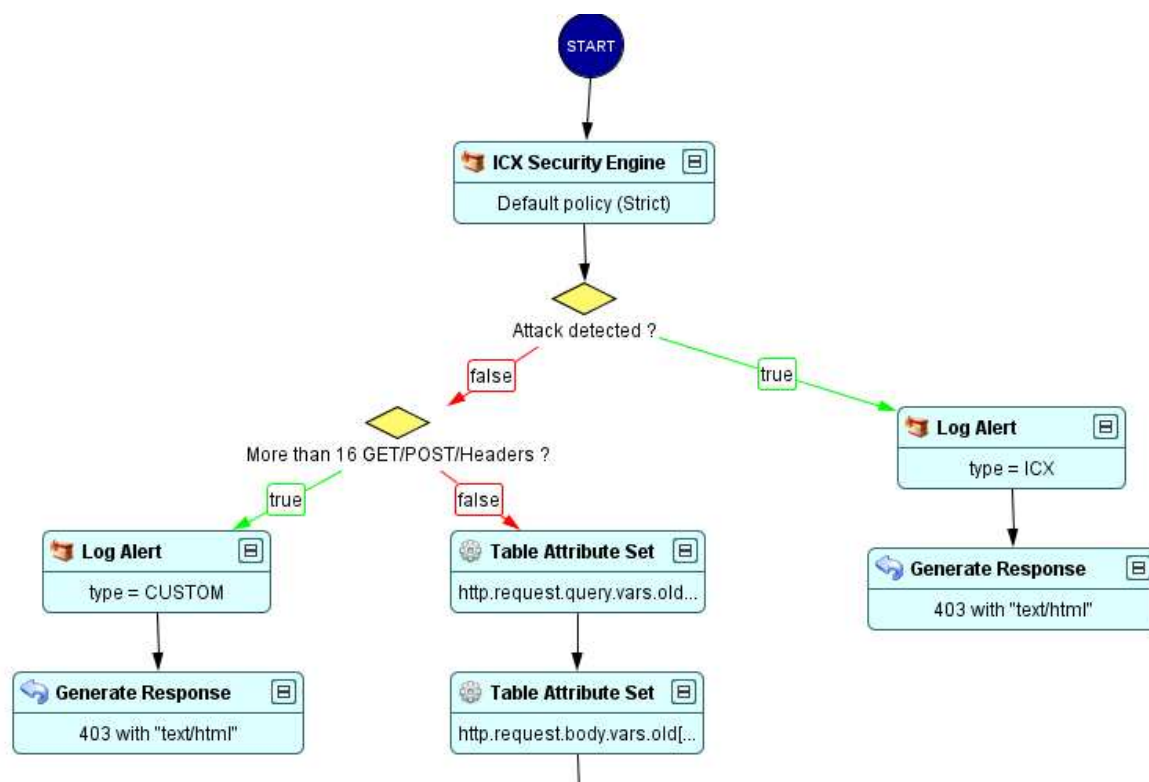 START
ICX Security Engine
Default policy (Strict)
Attack detected ?
false
true
More than 16 GET/POST/Headers ?
Log Alert
type = ICX
true
false
Log Alert
type = CUSTOM
Table Attribute Set
http.request.query.vars.old...
Generate Response
403 with "text/html"
Generate Response
403 with "text/html"
Table Attribute Set
http.request.body.vars.old[...